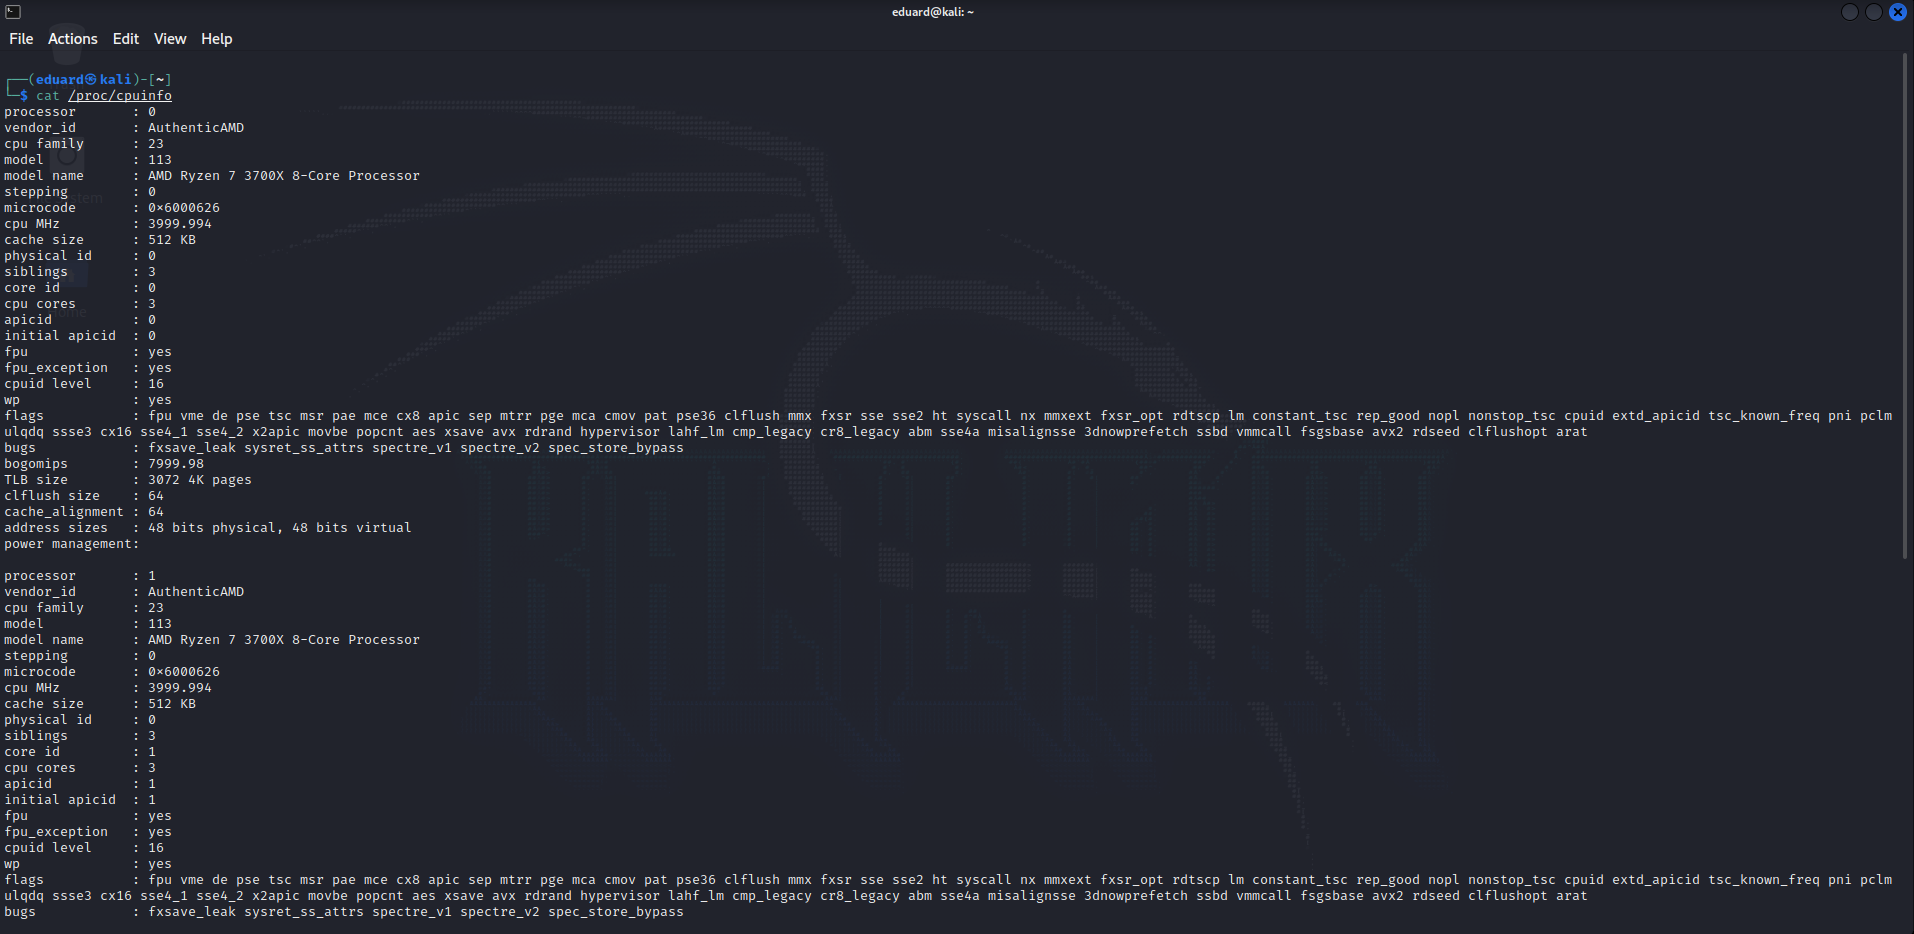 eduard@kali: ~
File Actions Edit View Help
┌──(eduard㉿kali)-[~]
└─$ cat /proc/cpuinfo
processor : 0
vendor_id : AuthenticAMD
cpu family : 23
model : 113
model name : AMD Ryzen 7 3700X 8-Core Processor
stepping : 0
microcode : 0×6000626
cpu MHz : 3999.994
cache size : 512 KB
physical id : 0
siblings : 3
core id : 0
cpu cores : 3
apicid : 0
initial apicid : 0
fpu : yes
fpu_exception : yes
cpuid level : 16
wp : yes
flags : fpu vme de pse tsc msr pae mce cx8 apic sep mtrr pge mca cmov pat pse36 clflush mmx fxsr sse sse2 ht syscall nx mmxext fxsr_opt rdtscp lm constant_tsc rep_good nopl nonstop_tsc cpuid extd_apicid tsc_known_freq pni pclm
ulqdq ssse3 cx16 sse4_1 sse4_2 x2apic movbe popcnt aes xsave avx rdrand hypervisor lahf_lm cmp_legacy cr8_legacy abm sse4a misalignsse 3dnowprefetch ssbd vmmcall fsgsbase avx2 rdseed clflushopt arat
bugs : fxsave_leak sysret_ss_attrs spectre_v1 spectre_v2 spec_store_bypass
bogomips : 7999.98
TLB size : 3072 4K pages
clflush size : 64
cache_alignment : 64
address sizes : 48 bits physical, 48 bits virtual
power management:
processor : 1
vendor_id : AuthenticAMD
cpu family : 23
model : 113
model name : AMD Ryzen 7 3700X 8-Core Processor
stepping : 0
microcode : 0×6000626
cpu MHz : 3999.994
cache size : 512 KB
physical id : 0
siblings : 3
core id : 1
cpu cores : 3
apicid : 1
initial apicid : 1
fpu : yes
fpu_exception : yes
cpuid level : 16
wp : yes
flags : fpu vme de pse tsc msr pae mce cx8 apic sep mtrr pge mca cmov pat pse36 clflush mmx fxsr sse sse2 ht syscall nx mmxext fxsr_opt rdtscp lm constant_tsc rep_good nopl nonstop_tsc cpuid extd_apicid tsc_known_freq pni pclm
ulqdq ssse3 cx16 sse4_1 sse4_2 x2apic movbe popcnt aes xsave avx rdrand hypervisor lahf_lm cmp_legacy cr8_legacy abm sse4a misalignsse 3dnowprefetch ssbd vmmcall fsgsbase avx2 rdseed clflushopt arat
bugs : fxsave_leak sysret_ss_attrs spectre_v1 spectre_v2 spec_store_bypass